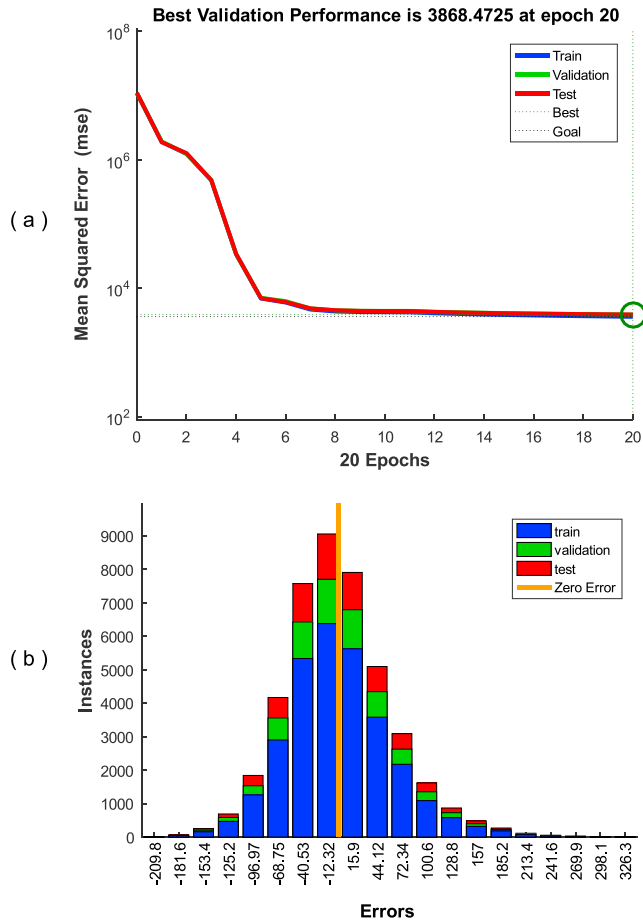 Best Validation Performance is 3868.4725 at epoch 20
( a )
Mean Squared Error (mse)
10^8
10^6
10^4
10^2
Train
Validation
Test
Best
Goal
0 2 4 6 8 10 12 14 16 18 20
20 Epochs
( b )
Instances
9000
8000
7000
6000
5000
4000
3000
2000
1000
0
train
validation
test
Zero Error
-209.8 -181.6 -153.4 -125.2 -96.97 -68.75 -40.53 -12.32 15.9 44.12 72.34 100.6 128.8 157 185.2 213.4 241.6 269.9 298.1 326.3
Errors